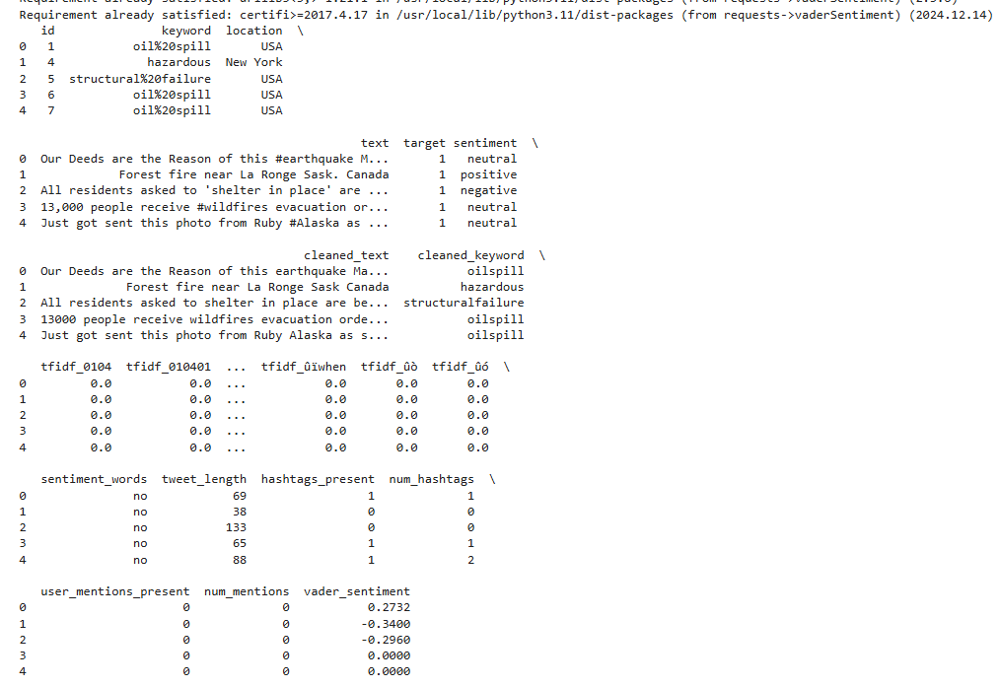 Requirement already satisfied: certifi>=2017.4.17 in /usr/local/lib/python3.11/dist-packages (from requests->vaderSentiment) (2024.12.14)
id keyword location \
0 1 oil%20spill USA
1 4 hazardous New York
2 5 structural%20failure USA
3 6 oil%20spill USA
4 7 oil%20spill USA
text target sentiment \
0 Our Deeds are the Reason of this #earthquake M... 1 neutral
1 Forest fire near La Ronge Sask. Canada 1 positive
2 All residents asked to 'shelter in place' are ... 1 negative
3 13,000 people receive #wildfires evacuation or... 1 neutral
4 Just got sent this photo from Ruby #Alaska as ... 1 neutral
cleaned_text cleaned_keyword \
0 Our Deeds are the Reason of this earthquake Ma... oilspill
1 Forest fire near La Ronge Sask Canada hazardous
2 All residents asked to shelter in place are be... structuralfailure
3 13000 people receive wildfires evacuation orde... oilspill
4 Just got sent this photo from Ruby Alaska as s... oilspill
tfidf_0104 tfidf_010401 ... tfidf_ûïwhen tfidf_ûò tfidf_ûó \
0 0.0 0.0 ... 0.0 0.0 0.0
1 0.0 0.0 ... 0.0 0.0 0.0
2 0.0 0.0 ... 0.0 0.0 0.0
3 0.0 0.0 ... 0.0 0.0 0.0
4 0.0 0.0 ... 0.0 0.0 0.0
sentiment_words tweet_length hashtags_present num_hashtags \
0 no 69 1 1
1 no 38 0 0
2 no 133 0 0
3 no 65 1 1
4 no 88 1 2
user_mentions_present num_mentions vader_sentiment
0 0 0 0.2732
1 0 0 -0.3400
2 0 0 -0.2960
3 0 0 0.0000
4 0 0 0.0000